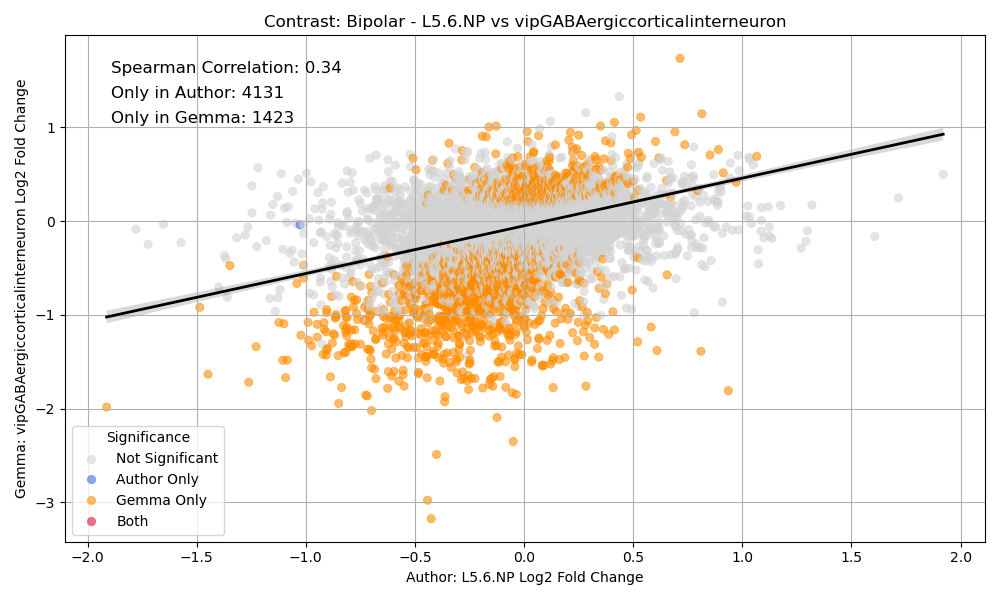 Contrast: Bipolar - L5.6.NP vs vipGABAergiccorticalinterneuron
Spearman Correlation: 0.34
Only in Author: 4131
Only in Gemma: 1423
Gemma: vipGABAergiccorticalinterneuron Log2 Fold Change
1
0
−1
−2
−3
Significance
Not Significant
Author Only
Gemma Only
Both
−2.0 −1.5 −1.0 −0.5 0.0 0.5 1.0 1.5 2.0
Author: L5.6.NP Log2 Fold Change